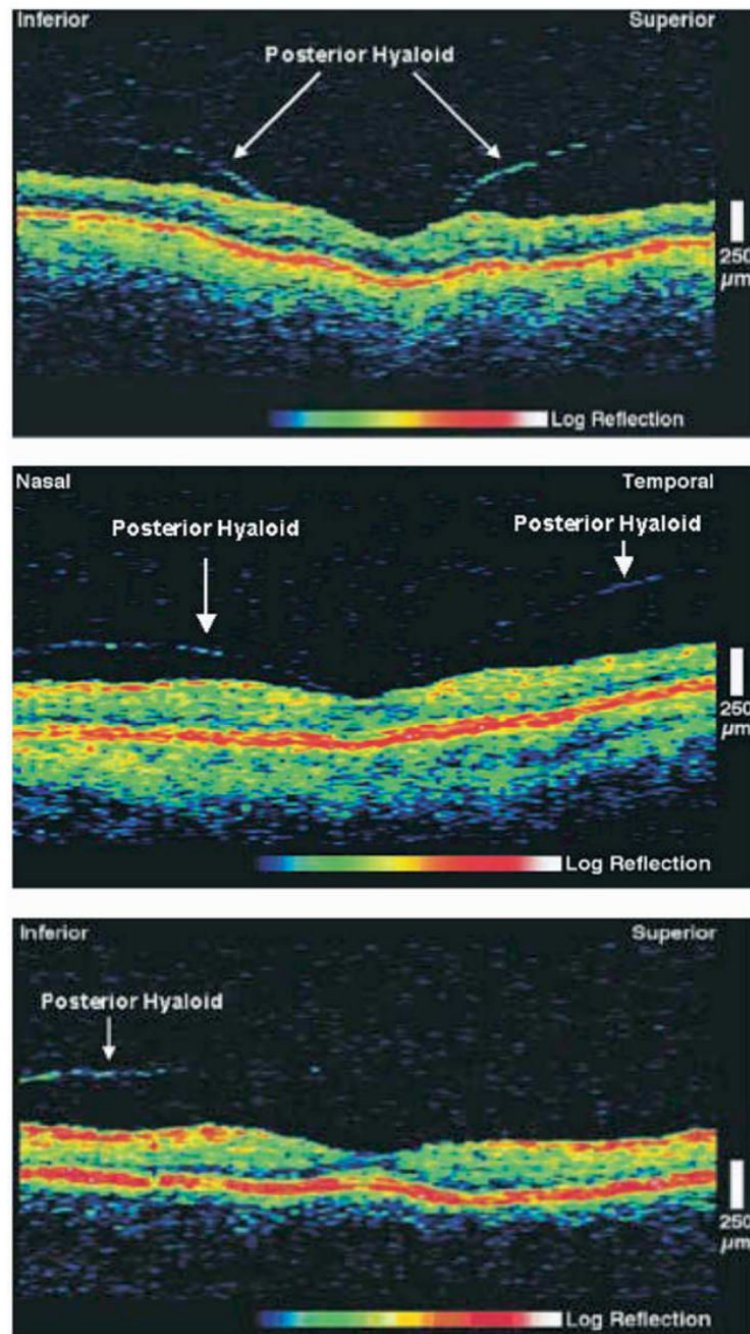 Inferior Superior
Posterior Hyaloid
250
µm
Log Reflection
Nasal Temporal
Posterior Hyaloid Posterior Hyaloid
250
µm
Log Reflection
Inferior Superior
Posterior Hyaloid
250
µm
Log Reflection